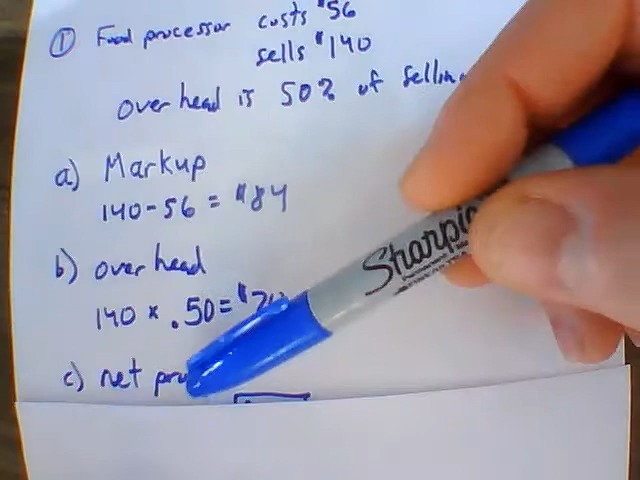 ① Food processor costs $56
sells $140
over head is 50% of
a) Markup
140-56 = $84
b) over head
140 x .50=
c) net
Sharpie